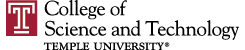 College of
Science and Technology
TEMPLE UNIVERSITY®